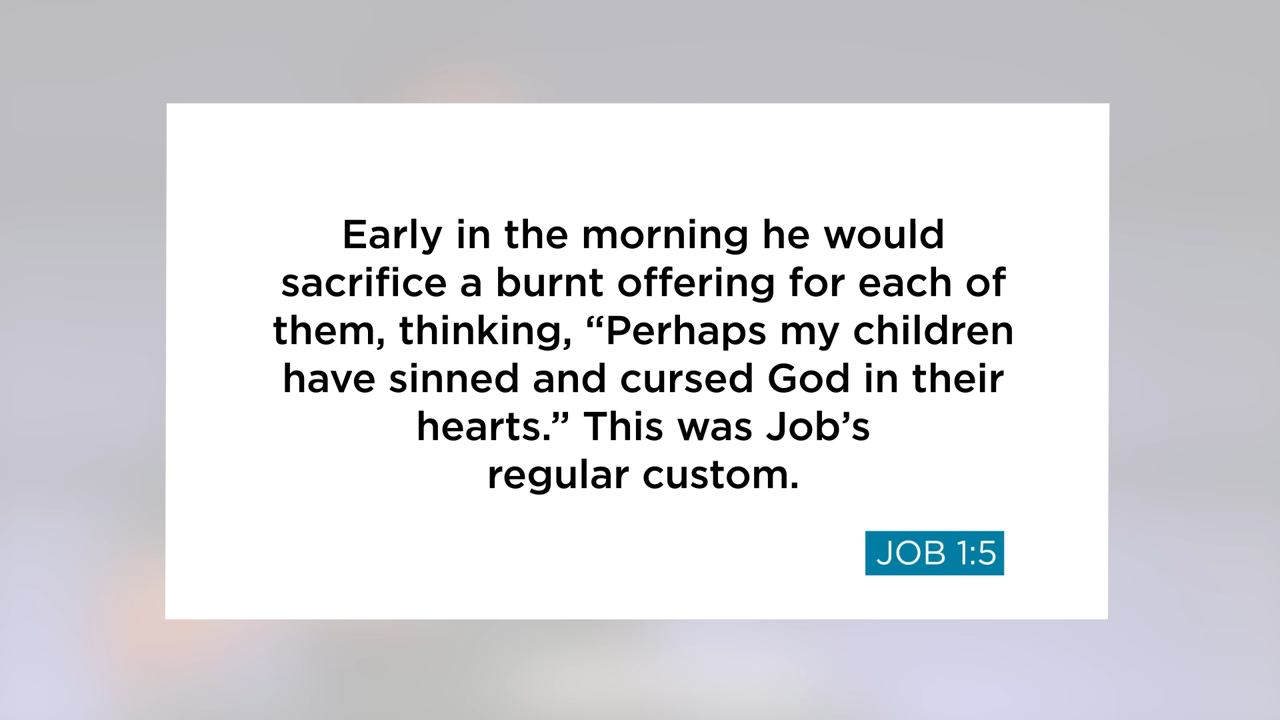 Early in the morning he would
sacrifice a burnt offering for each of
them, thinking, “Perhaps my children
have sinned and cursed God in their
hearts.” This was Job’s
regular custom.
JOB 1:5